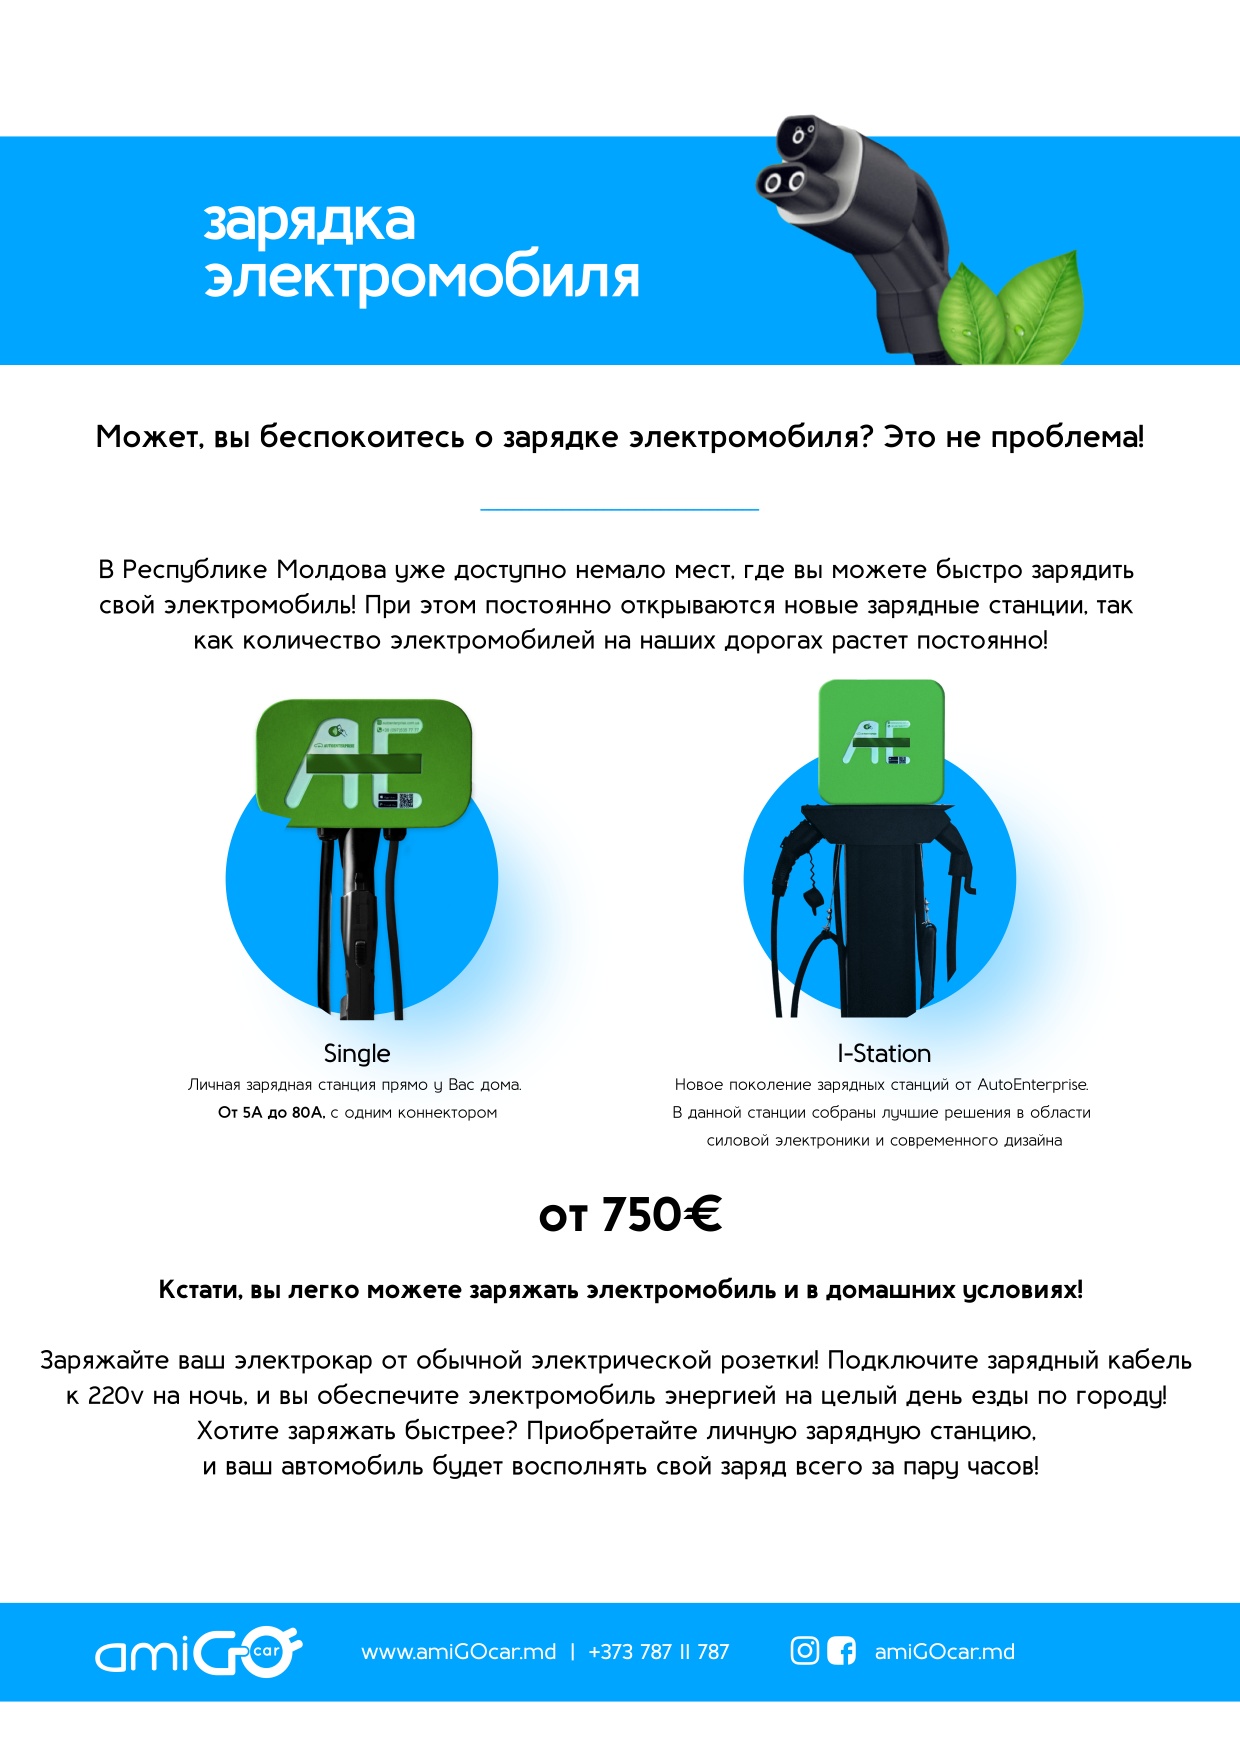 зарядка
электромобиля
Может, вы беспокоитесь о зарядке электромобиля? Это не проблема!
В Республике Молдова уже доступно немало мест, где вы можете быстро зарядить
свой электромобиль! При этом постоянно открываются новые зарядные станции, так
как количество электромобилей на наших дорогах растет постоянно!
AE
AE
Single
Личная зарядная станция прямо у Вас дома.
От 5А до 80А, с одним коннектором
I-Station
Новое поколение зарядных станций от AutoEnterprise.
В данной станции собраны лучшие решения в области
силовой электроники и современного дизайна
от 750€
Кстати, вы легко можете заряжать электромобиль и в домашних условиях!
Заряжайте ваш электрокар от обычной электрической розетки! Подключите зарядный кабель
к 220v на ночь, и вы обеспечите электромобиль энергией на целый день езды по городу!
Хотите заряжать быстрее? Приобретайте личную зарядную станцию,
и ваш автомобиль будет восполнять свой заряд всего за пару часов!
amiGO car
www.amiGOcar.md | +373 787 11 787
amiGOcar.md